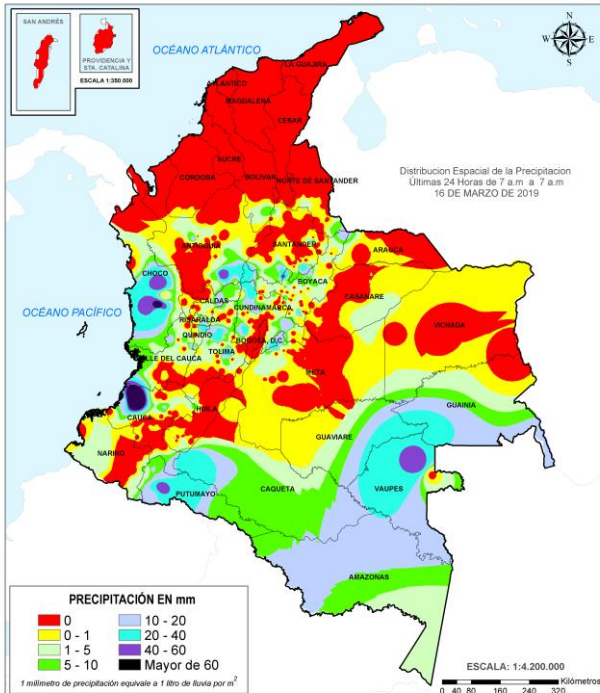 SAN ANDRÉS
PROVIDENCIA Y
STA. CATALINA
ESCALA 1:350.000
OCÉANO ATLÁNTICO
N
W E
S
LA GUAJIRA
ATLANTICO
MAGDALENA
CESAR
SUCRE
CORDOBA
BOLIVAR
NORTE DE SANTANDER
Distribucion Espacial de la Precipitacion
Últimas 24 Horas de 7 a.m a 7 a.m
16 DE MARZO DE 2019
ANTIOQUIA
SANTANDER
ARAUCA
CHOCO
BOYACA
CASANARE
OCÉANO PACÍFICO
CALDAS
CUNDINAMARCA
RISARALDA
VICHADA
QUINDIO
BOGOTA, D.C.
TOLIMA
VALLE DEL CAUCA
META
GUAINIA
CAUCA
HUILA
GUAVIARE
NARIÑO
PUTUMAYO
CAQUETA
VAUPES
AMAZONAS
PRECIPITACIÓN EN mm
0
0 - 1
1 - 5
5 - 10
10 - 20
20 - 40
40 - 60
Mayor de 60
1 milímetro de precipitación equivale a 1 litro de lluvia por m²
ESCALA: 1:4.200.000
Kilómetros
0 40 80 160 240 320